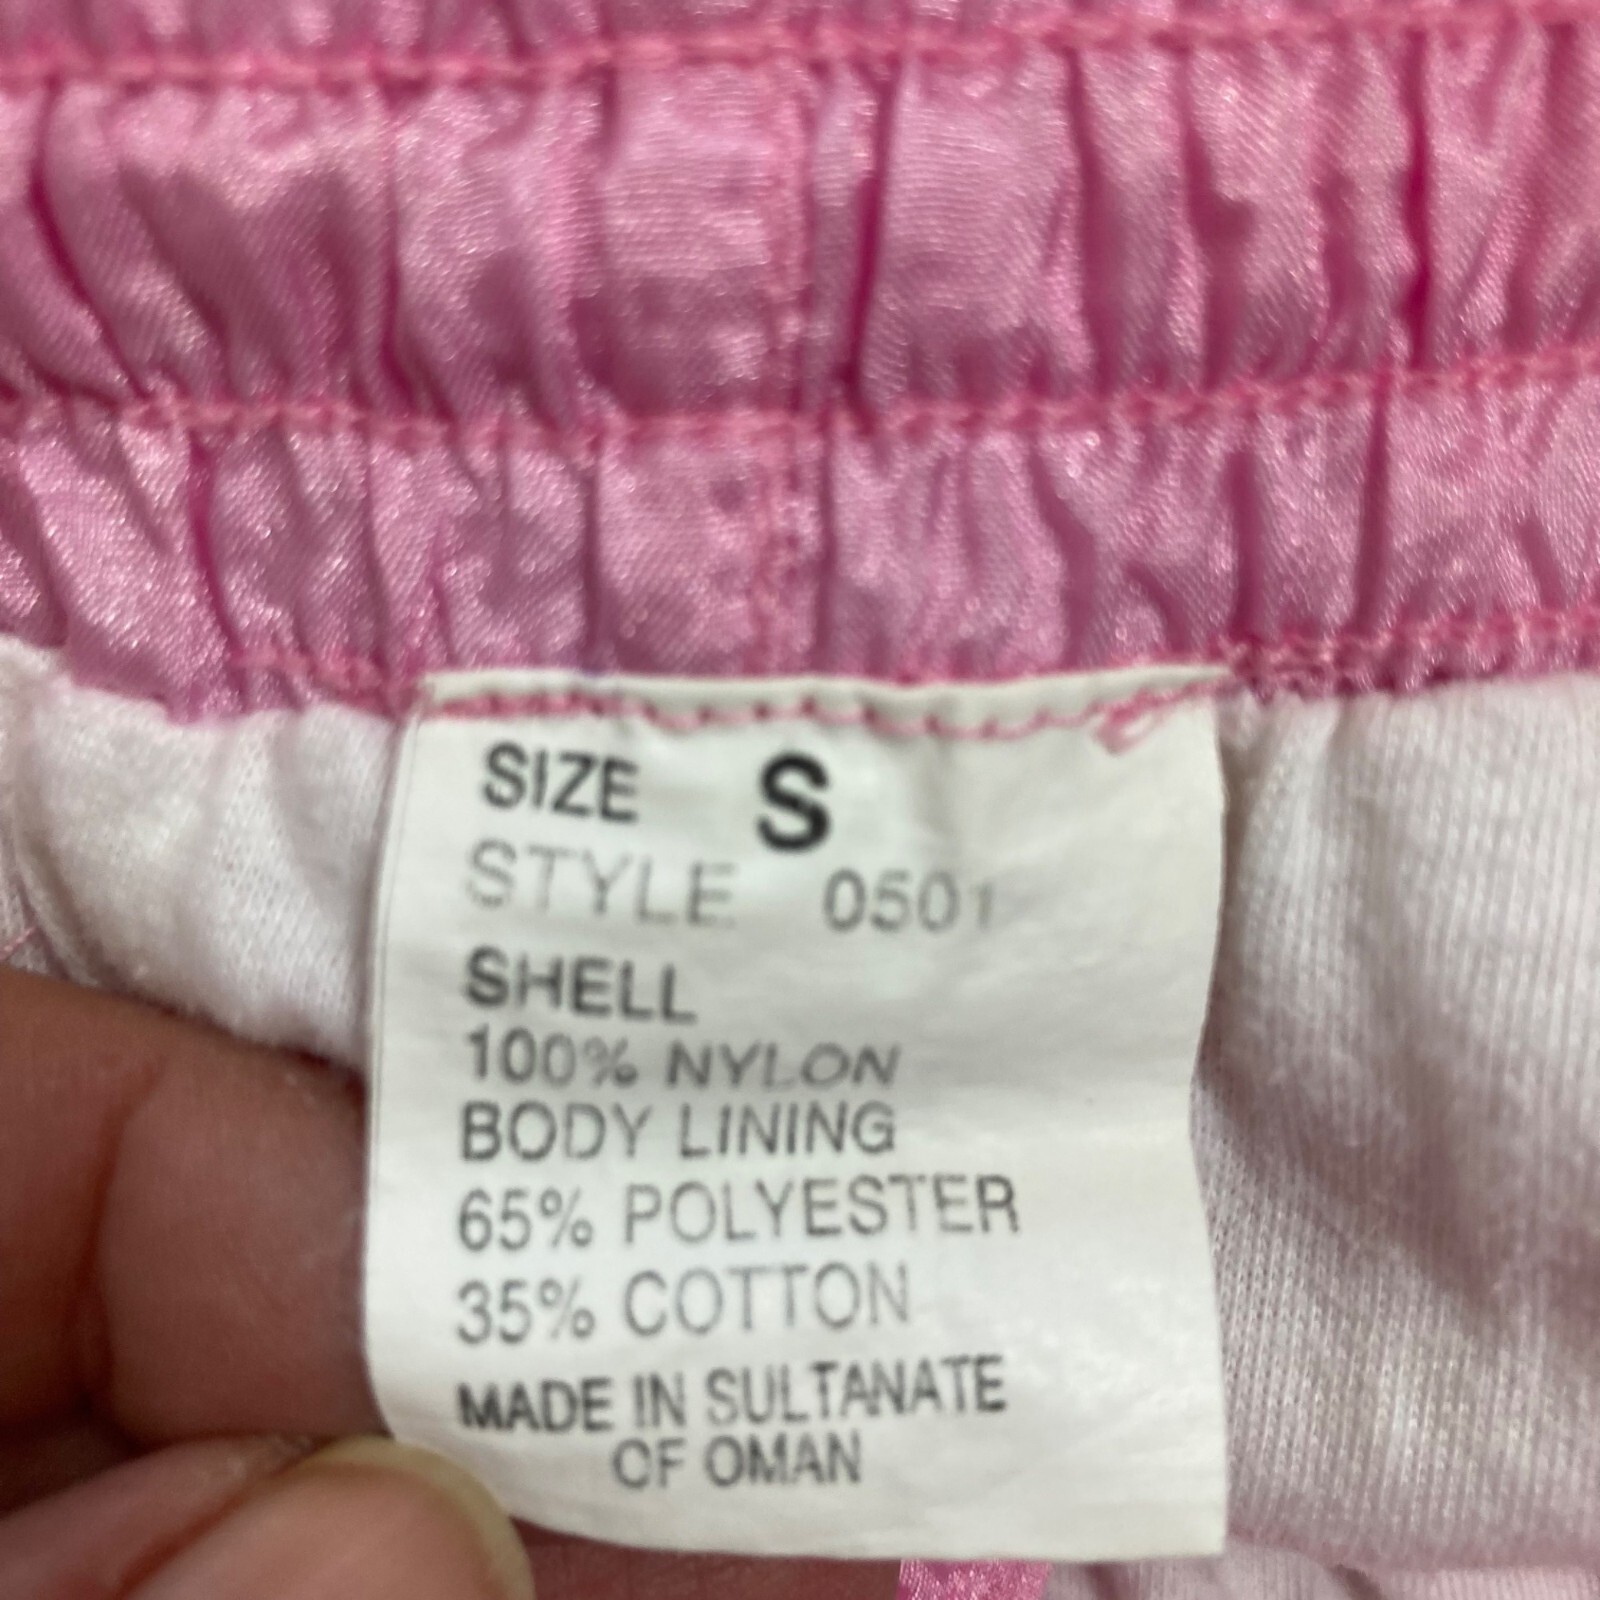 SIZE S
STYLE 0501
SHELL
100% NYLON
BODY LINING
65% POLYESTER
35% COTTON
MADE IN SULTANATE
OF OMAN